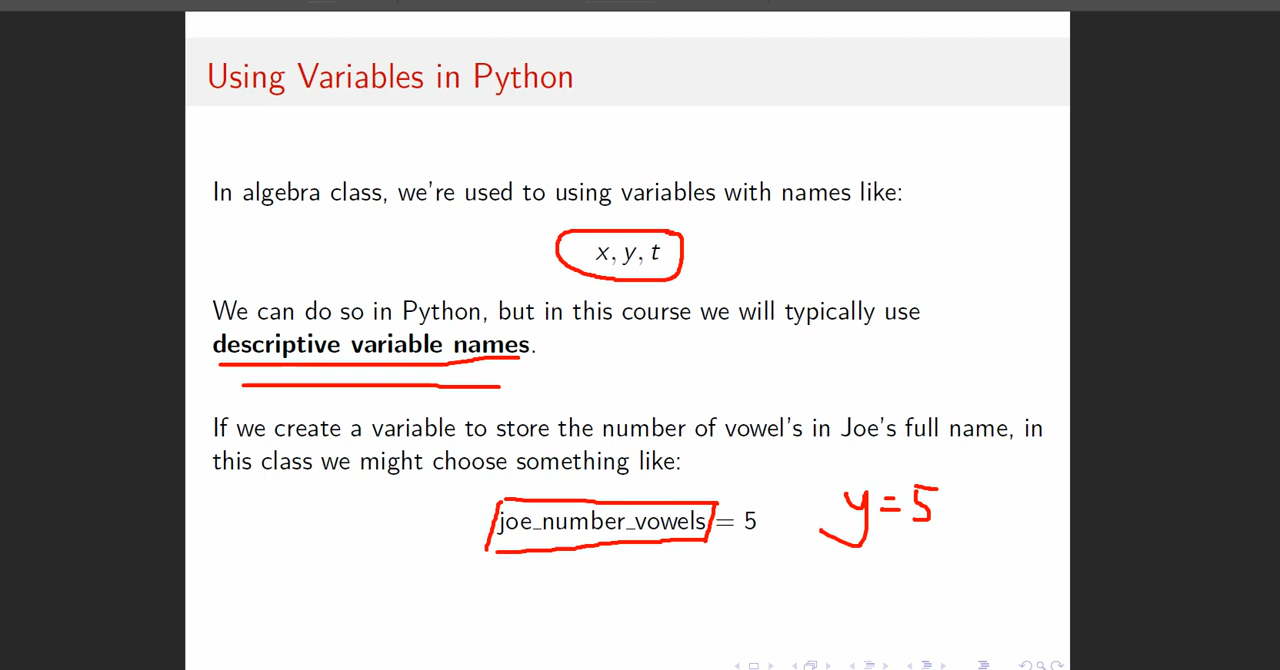 Using Variables in Python
In algebra class, we're used to using variables with names like:
x, y, t
We can do so in Python, but in this course we will typically use
descriptive variable names.
If we create a variable to store the number of vowel's in Joe's full name, in
this class we might choose something like:
joe_number_vowels = 5
y=5